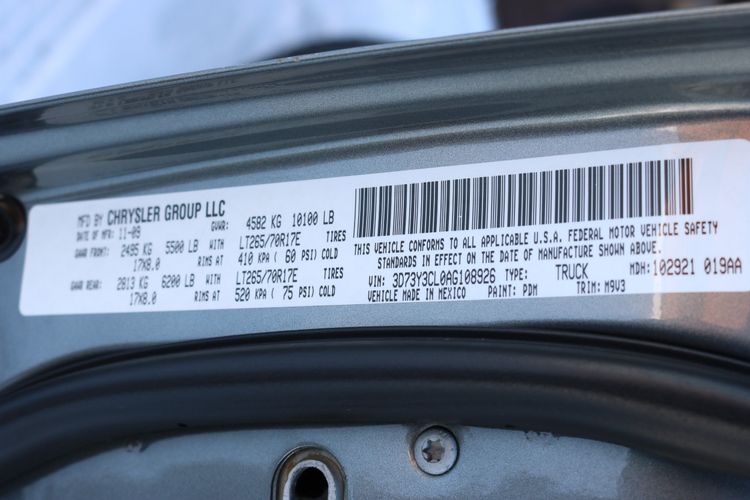 MFD BY CHRYSLER GROUP LLC
DATE OF MFR 11-09 GVWR: 4582 KG 10100 LB
GAWR FRONT: 2495 KG 5500 LB WITH LT265/70R17E TIRES
17X8.0 RIMS AT 410 KPA ( 60 PSI) COLD
GAWR REAR: 2813 KG 6200 LB WITH LT265/70R17E TIRES
17X8.0 RIMS AT 520 KPA ( 75 PSI) COLD
THIS VEHICLE CONFORMS TO ALL APPLICABLE U.S.A. FEDERAL MOTOR VEHICLE SAFETY
STANDARDS IN EFFECT ON THE DATE OF MANUFACTURE SHOWN ABOVE.
VIN: 3D73Y3CL0AG108926 TYPE: TRUCK MDH: 102921 019AA
VEHICLE MADE IN MEXICO PAINT: PDM TRIM: M9V3